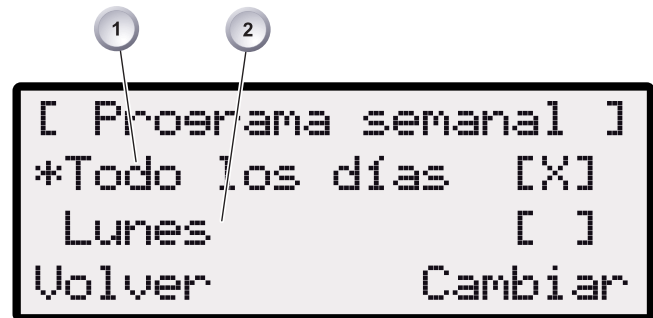 1 2
[ Programa semanal ]
*Todo los días [X]
Lunes [ ]
Volver Cambiar